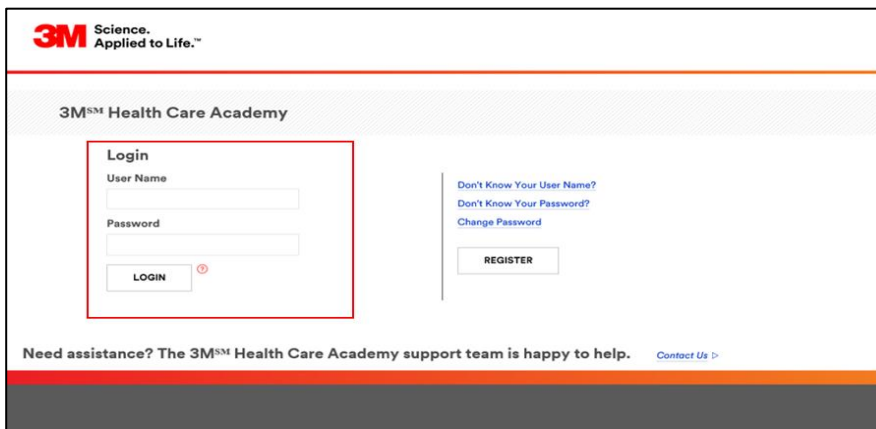 3M Science.
Applied to Life.™
3M℠ Health Care Academy
Login
User Name
Password
LOGIN
?
Don't Know Your User Name?
Don't Know Your Password?
Change Password
REGISTER
Need assistance? The 3M℠ Health Care Academy support team is happy to help. Contact Us ▷